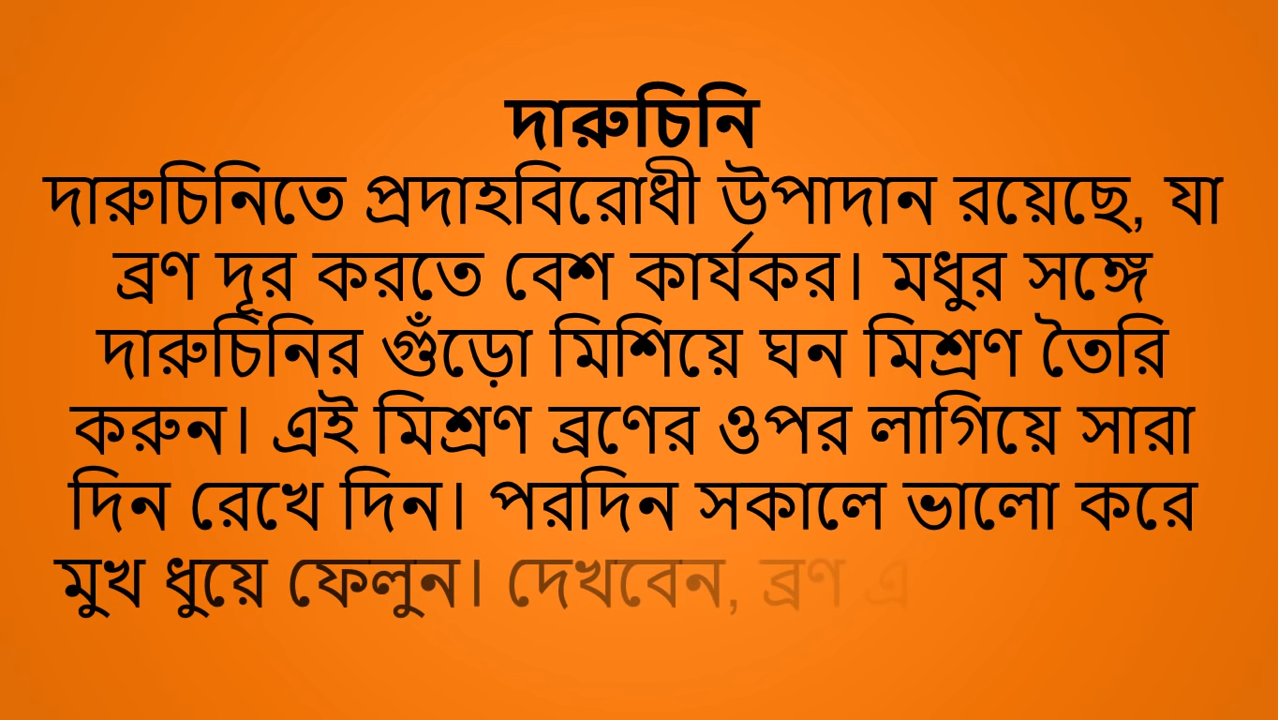 দারুচিনি
দারুচিনিতে প্রদাহবিরোধী উপাদান রয়েছে, যা
ব্রণ দূর করতে বেশ কার্যকর। মধুর সঙ্গে
দারুচিনির গুঁড়ো মিশিয়ে ঘন মিশ্রণ তৈরি
করুন। এই মিশ্রণ ব্রণের ওপর লাগিয়ে সারা
দিন রেখে দিন। পরদিন সকালে ভালো করে
মুখ ধুয়ে ফেলুন। দেখবেন, ব্রণ এ